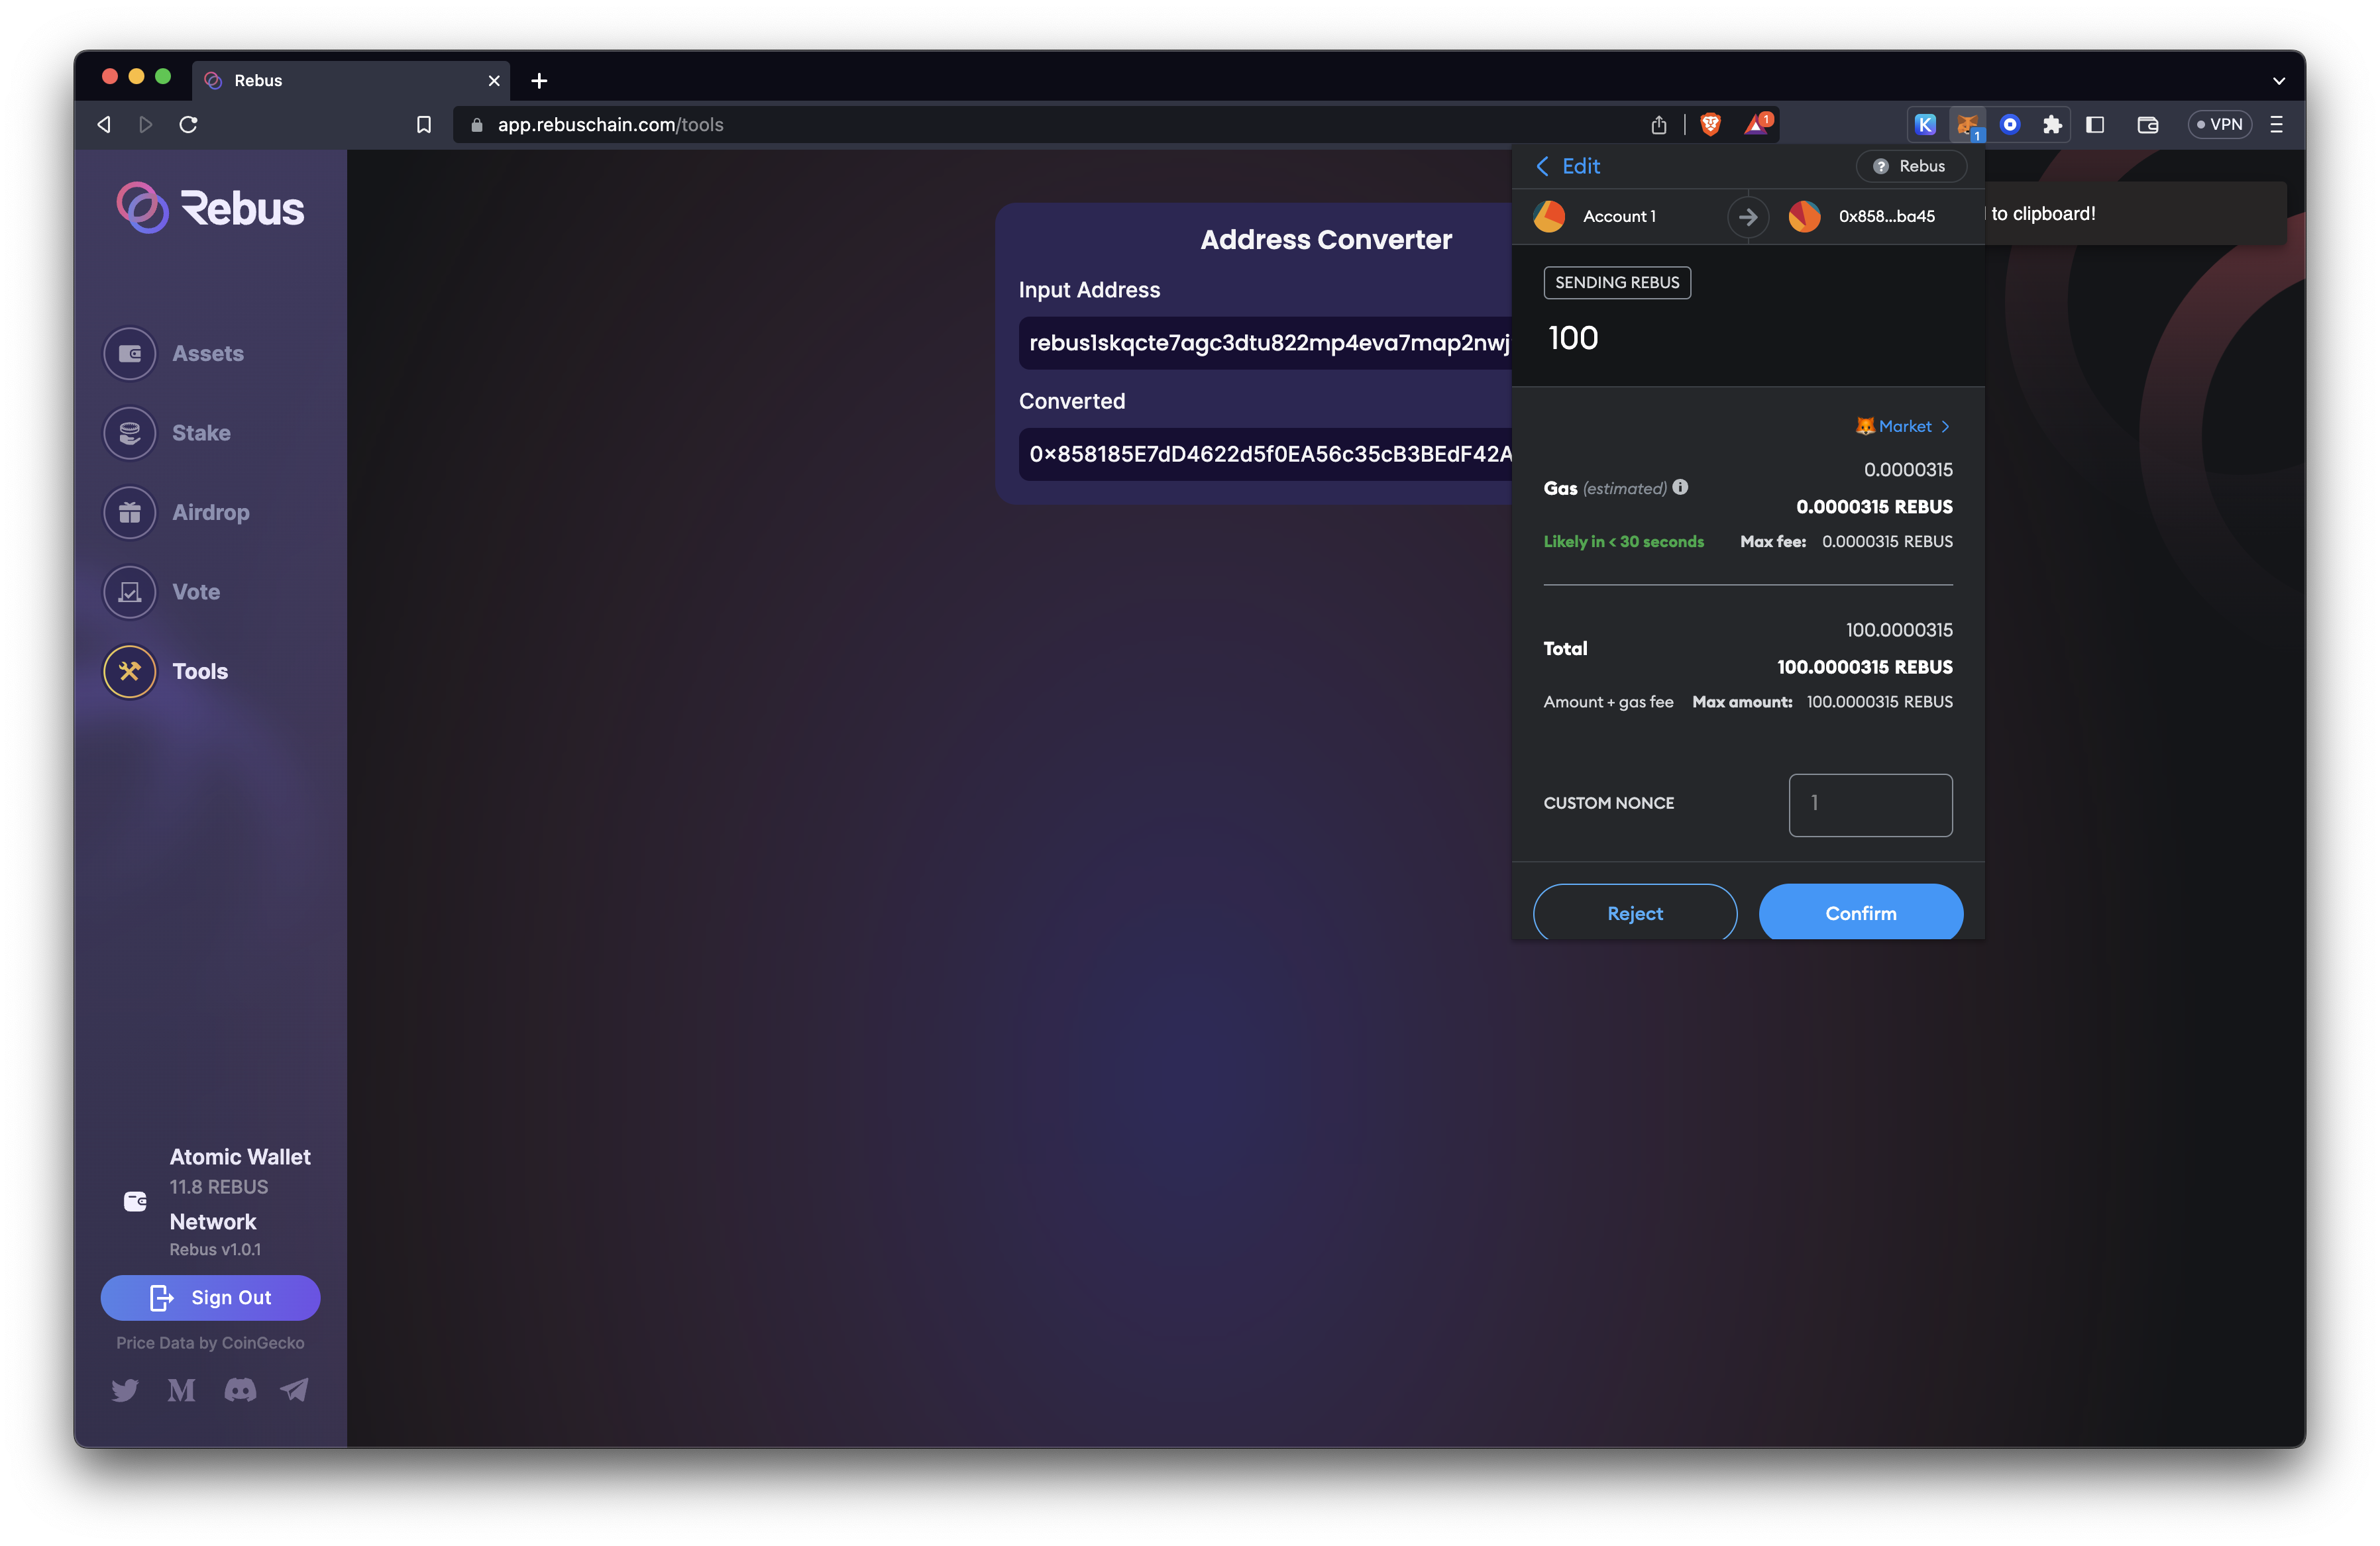 Rebus
app.rebuschain.com/tools
1
K
1
VPN
Rebus
Assets
Stake
Airdrop
Vote
Tools
Atomic Wallet
11.8 REBUS
Network
Rebus v1.0.1
Sign Out
Price Data by CoinGecko
M
Address Converter
Input Address
rebus1skqcte7agc3dtu822mp4eva7map2nwj
Converted
0x858185E7dD4622d5f0EA56c35cB3BEdF42A
Edit
Rebus
Account 1
0x858...ba45
to clipboard!
SENDING REBUS
100
Market
0.0000315
Gas (estimated)
0.0000315 REBUS
Likely in < 30 seconds Max fee: 0.0000315 REBUS
100.0000315
Total
100.0000315 REBUS
Amount + gas fee Max amount: 100.0000315 REBUS
CUSTOM NONCE
1
Reject
Confirm